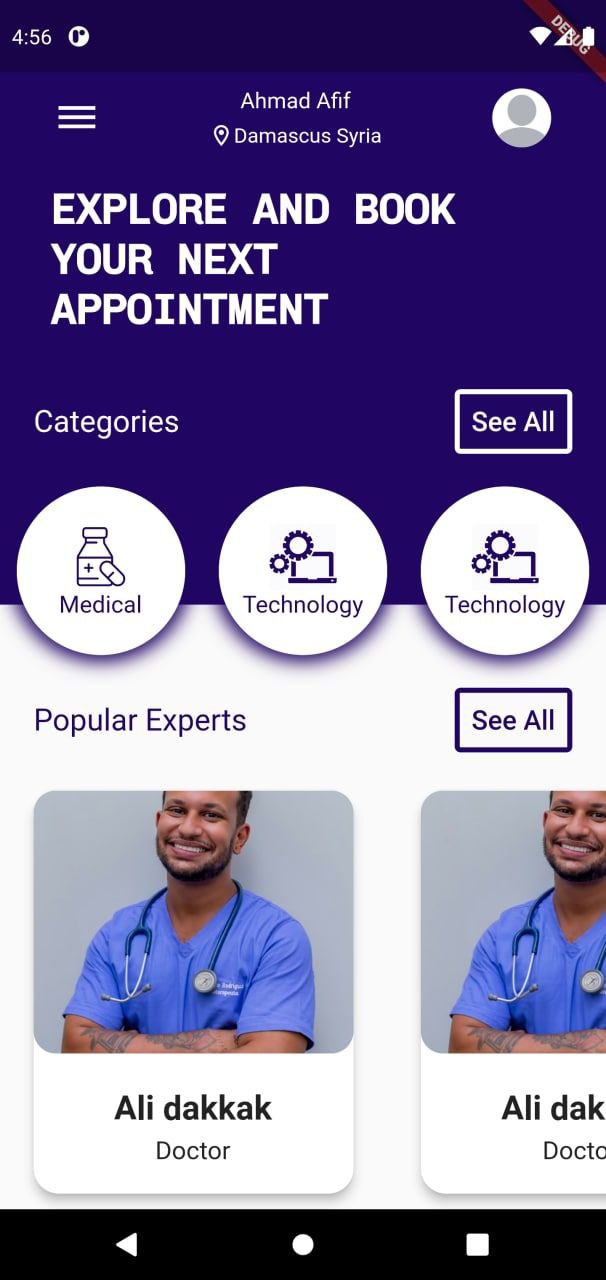 4:56
DEBUG
Ahmad Afif
Damascus Syria
EXPLORE AND BOOK
YOUR NEXT
APPOINTMENT
Categories
See All
Medical
Technology
Technology
Popular Experts
See All
Ali dakkak
Doctor
Ali dak
Docto